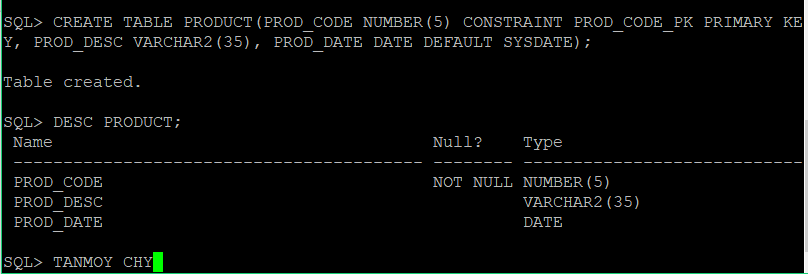 SQL> CREATE TABLE PRODUCT(PROD_CODE NUMBER(5) CONSTRAINT PROD_CODE_PK PRIMARY KE
Y, PROD_DESC VARCHAR2(35), PROD_DATE DATE DEFAULT SYSDATE);
Table created.
SQL> DESC PRODUCT;
Name Null? Type
----------------------------------------- -------- ----------------------------
PROD_CODE NOT NULL NUMBER(5)
PROD_DESC VARCHAR2(35)
PROD_DATE DATE
SQL> TANMOY CHY